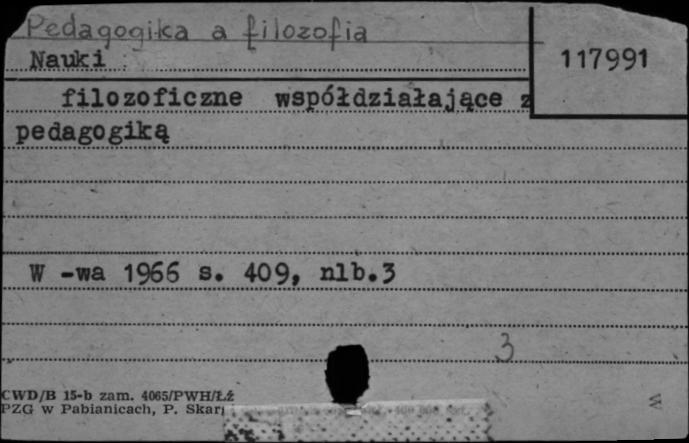 Pedagogika a filozofia
Nauki
117991
filozoficzne współdziałające z
pedagogiką
W -wa 1966 s. 409, nlb.3
3
CWD/B 15-b zam. 4065/PWH/Łź
PZG w Pabianicach, P. Skar
W